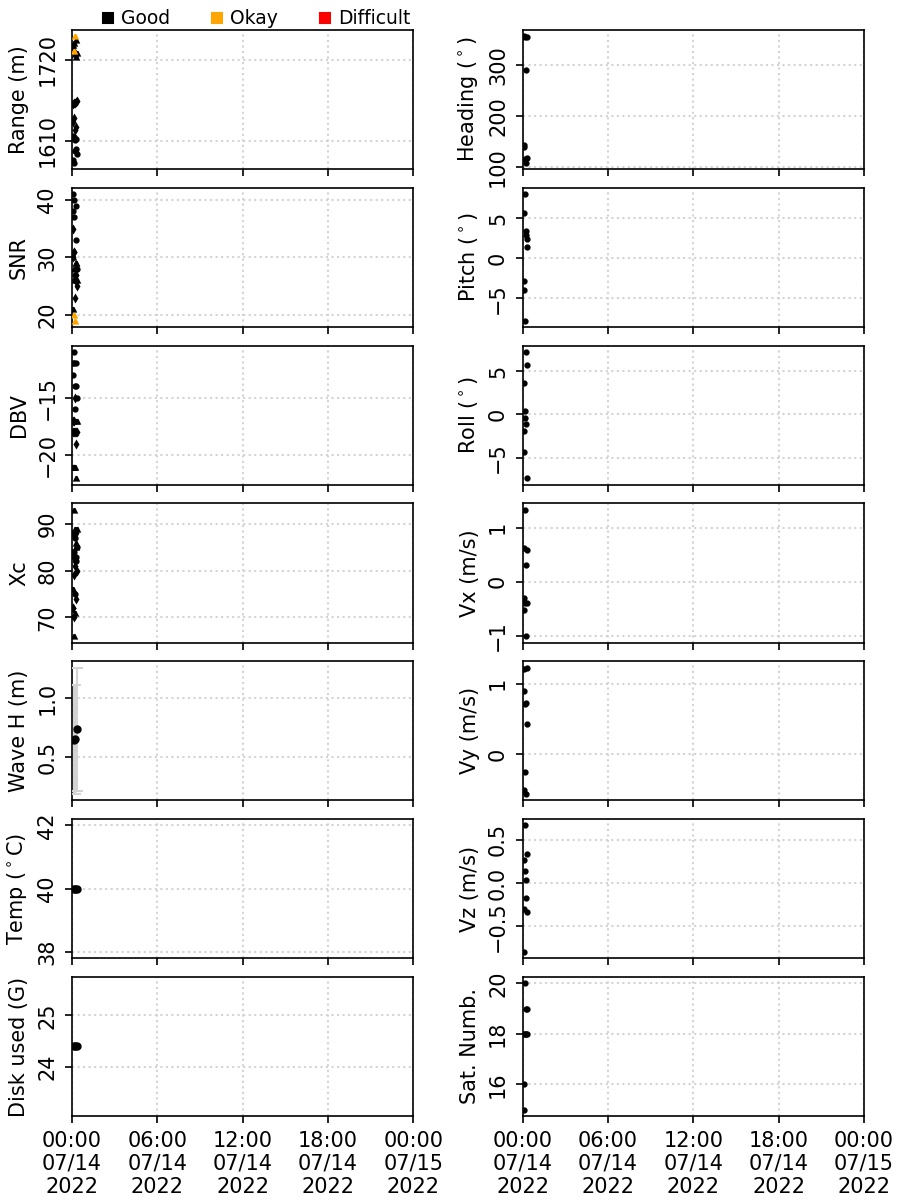 Good Okay Difficult
Range (m)
1720
1610
Heading (°)
300
200
100
SNR
40
30
20
Pitch (°)
5
0
−5
DBV
−15
−20
Roll (°)
5
0
−5
Xc
90
80
70
Vx (m/s)
1
0
−1
Wave H (m)
1.0
0.5
Vy (m/s)
1
0
Temp (°C)
42
40
38
Vz (m/s)
0.5
0.0
−0.5
Disk used (G)
25
24
Sat. Numb.
20
18
16
00:00 06:00 12:00 18:00 00:00 00:00 06:00 12:00 18:00 00:00
07/14 07/14 07/14 07/14 07/15 07/14 07/14 07/14 07/14 07/15
2022 2022 2022 2022 2022 2022 2022 2022 2022 2022